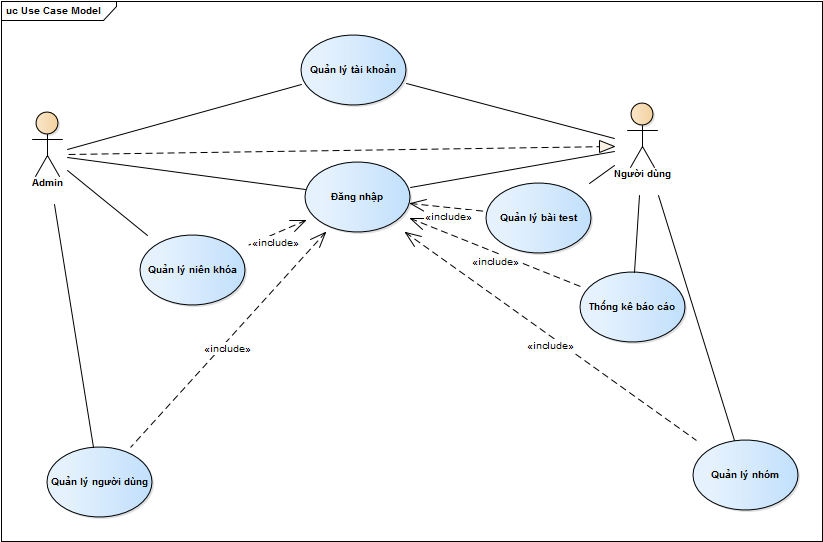 uc Use Case Model
Quản lý tài khoản
Admin
Người dùng
Đăng nhập
Quản lý bài test
«include»
«include»
«include»
Quản lý niên khóa
Thống kê báo cáo
«include»
«include»
Quản lý người dùng
Quản lý nhóm